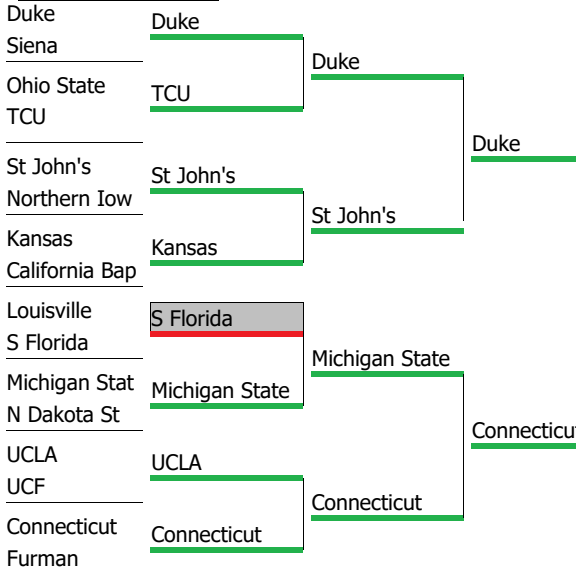 Duke
Siena
Ohio State
TCU
St John's
Northern Iow
Kansas
California Bap
Louisville
S Florida
Michigan Stat
N Dakota St
UCLA
UCF
Connecticut
Furman
Duke
TCU
St John's
Kansas
S Florida
Michigan State
UCLA
Connecticut
Duke
St John's
Michigan State
Connecticut
Duke
Connecticut